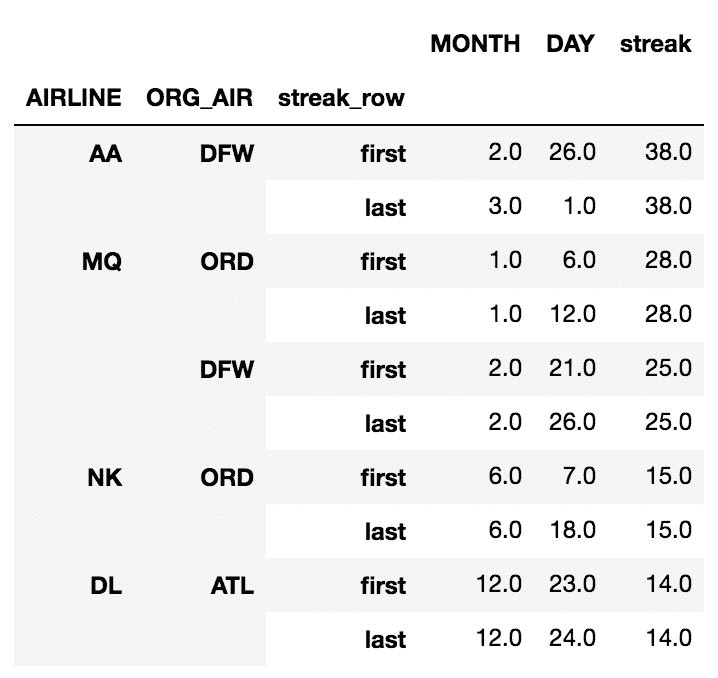 MONTH DAY streak
AIRLINE ORG_AIR streak_row
AA DFW first 2.0 26.0 38.0
last 3.0 1.0 38.0
MQ ORD first 1.0 6.0 28.0
last 1.0 12.0 28.0
DFW first 2.0 21.0 25.0
last 2.0 26.0 25.0
NK ORD first 6.0 7.0 15.0
last 6.0 18.0 15.0
DL ATL first 12.0 23.0 14.0
last 12.0 24.0 14.0